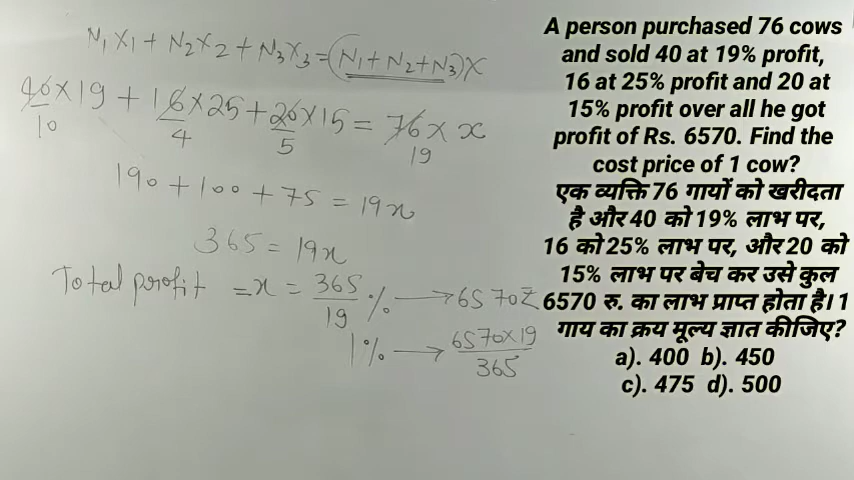 N₁X₁ + N₂X₂ + N₃X₃ = (N₁+N₂+N₃)X
40×19 + 16×25 + 20×15 = 76 × x
10 4 5 19
190 + 100 + 75 = 19x
365 = 19x
Total profit = x = 365/19 % → 6570₹
1% → 6570×19/365
A person purchased 76 cows
and sold 40 at 19% profit,
16 at 25% profit and 20 at
15% profit over all he got
profit of Rs. 6570. Find the
cost price of 1 cow?
एक व्यक्ति 76 गायों को खरीदता
है और 40 को 19% लाभ पर,
16 को 25% लाभ पर, और 20 को
15% लाभ पर बेच कर उसे कुल
6570 रु. का लाभ प्राप्त होता है। 1
गाय का क्रय मूल्य ज्ञात कीजिए?
a). 400 b). 450
c). 475 d). 500